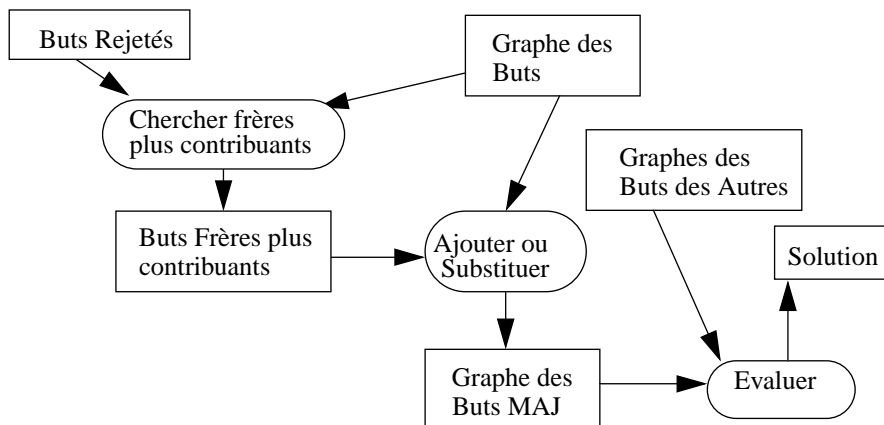 Buts Rejetés
Graphe des
Buts
Chercher frères
plus contribuants
Graphes des
Buts des Autres
Buts Frères plus
contribuants
Ajouter ou
Substituer
Solution
Graphe des
Buts MAJ
Evaluer